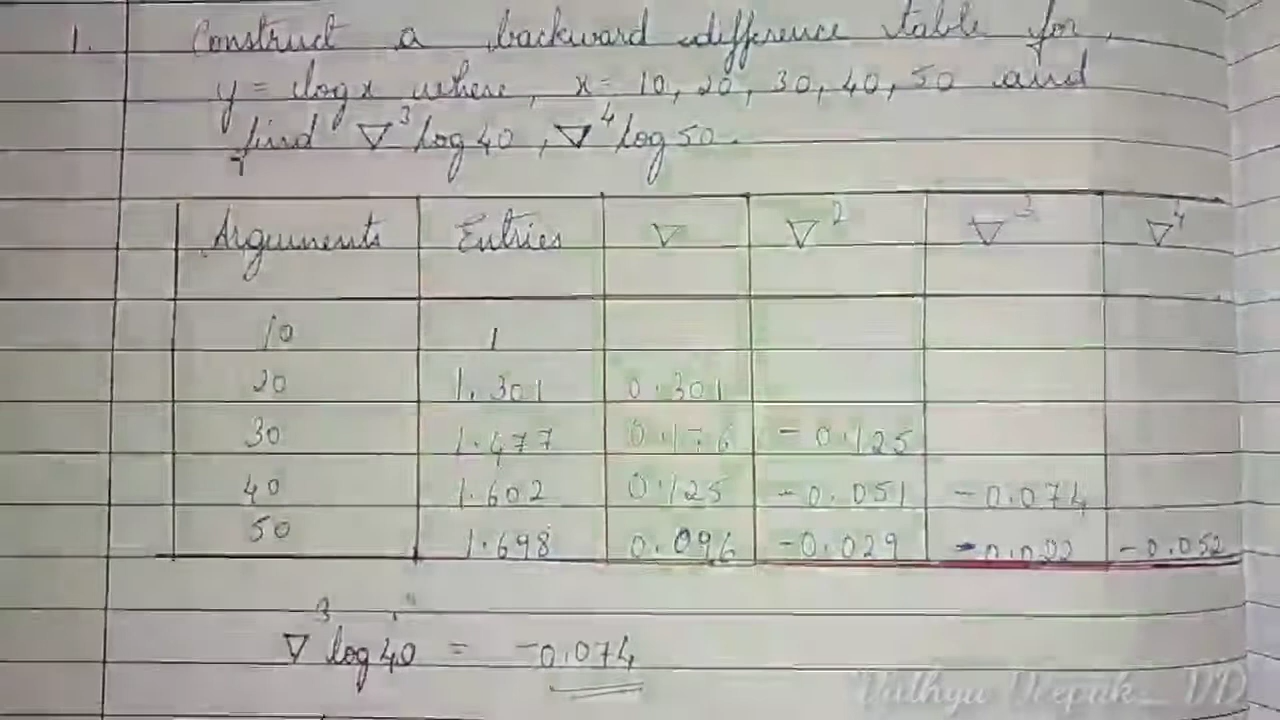 1. Construct a backward difference table for
y = log x where, x = 10, 20, 30, 40, 50 and
find ∇³ log 40, ∇⁴ log 50.
Arguments Entries ∇ ∇² ∇³ ∇⁴
10 1
20 1.301 0.301
30 1.477 0.176 -0.125
40 1.602 0.125 -0.051 -0.074
50 1.698 0.096 -0.029 -0.052
∇³ log 40 = -0.074
Deepak